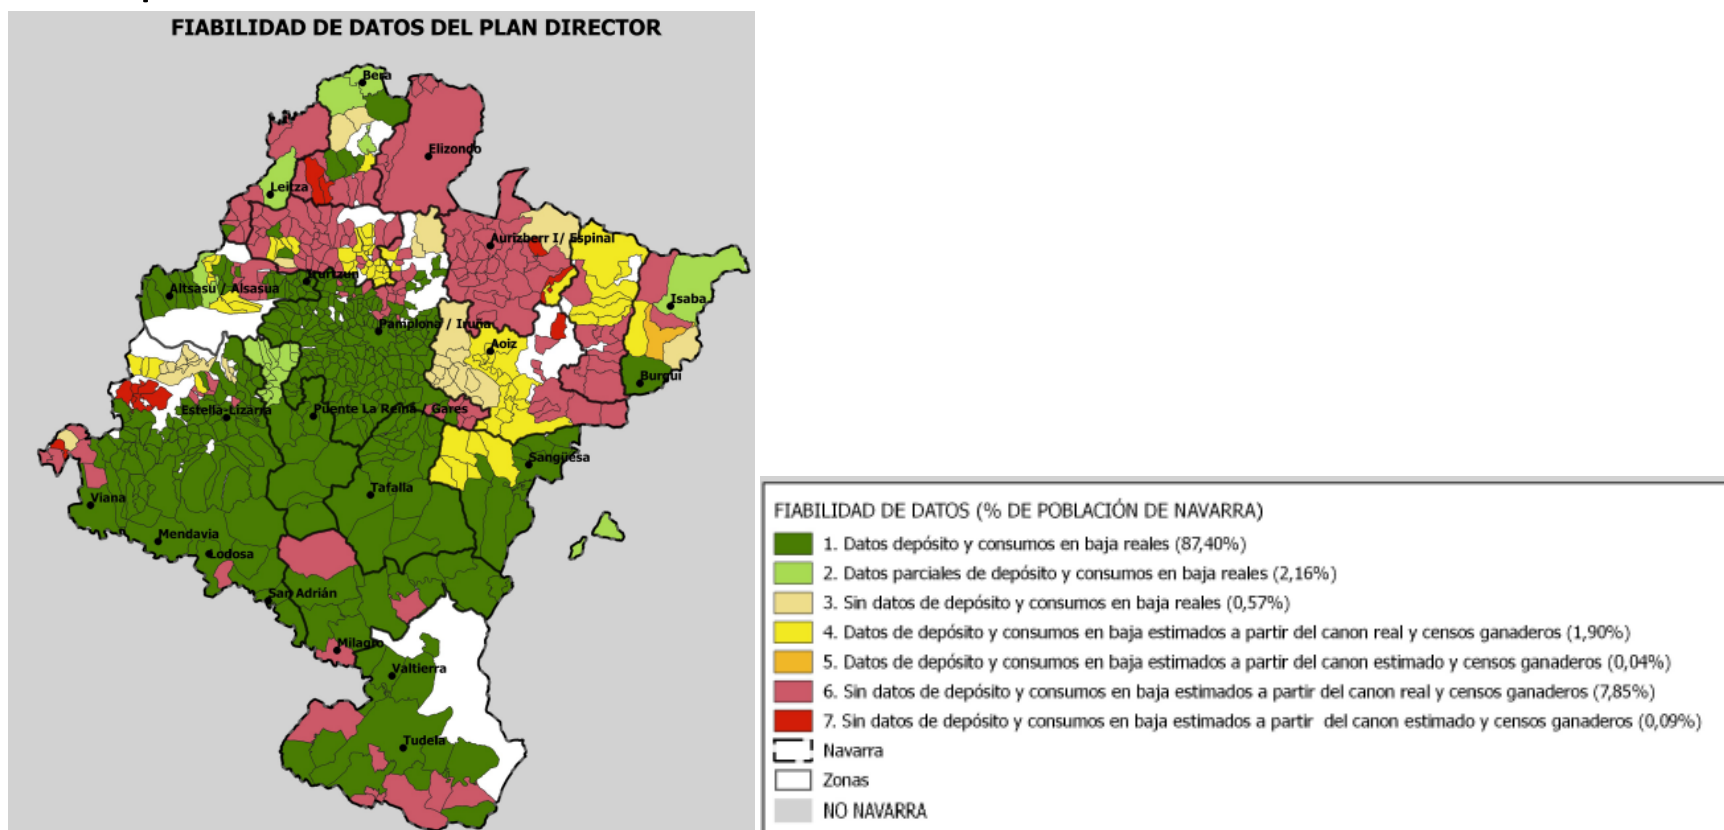 FIABILIDAD DE DATOS DEL PLAN DIRECTOR
Bera
Elizondo
Leitza
Aurizberr I/ Espinal
Irurtzun
Altsasu / Alsasua
Isaba
Pamplona / Iruña
Aoiz
Burgui
Estella-Lizarra
Puente La Reina / Gares
Sangüesa
Tafalla
Viana
Mendavia
Lodosa
San Adrián
Milagro
Valtierra
Tudela
FIABILIDAD DE DATOS (% DE POBLACIÓN DE NAVARRA)
1. Datos depósito y consumos en baja reales (87,40%)
2. Datos parciales de depósito y consumos en baja reales (2,16%)
3. Sin datos de depósito y consumos en baja reales (0,57%)
4. Datos de depósito y consumos en baja estimados a partir del canon real y censos ganaderos (1,90%)
5. Datos de depósito y consumos en baja estimados a partir del canon estimado y censos ganaderos (0,04%)
6. Sin datos de depósito y consumos en baja estimados a partir del canon real y censos ganaderos (7,85%)
7. Sin datos de depósito y consumos en baja estimados a partir del canon estimado y censos ganaderos (0,09%)
Navarra
Zonas
NO NAVARRA